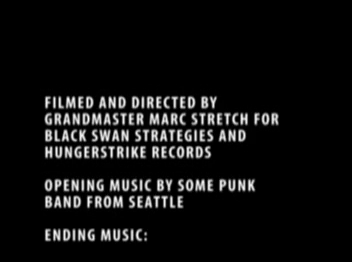 FILMED AND DIRECTED BY
GRANDMASTER MARC STRETCH FOR
BLACK SWAN STRATEGIES AND
HUNGERSTRIKE RECORDS
OPENING MUSIC BY SOME PUNK
BAND FROM SEATTLE
ENDING MUSIC: